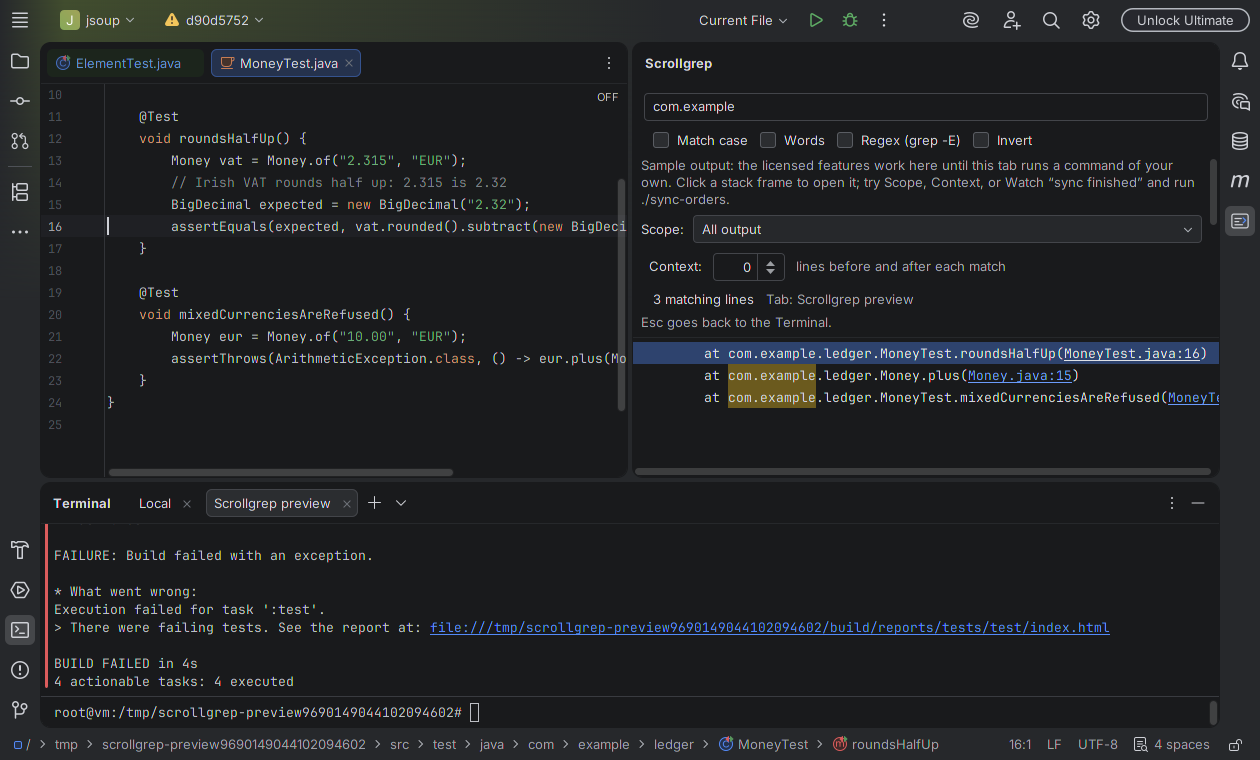 J jsoup d90d5752 Current File Unlock Ultimate
ElementTest.java MoneyTest.java
OFF
10
11 @Test
12 void roundsHalfUp() {
13 Money vat = Money.of("2.315", "EUR");
14 // Irish VAT rounds half up: 2.315 is 2.32
15 BigDecimal expected = new BigDecimal("2.32");
16 assertEquals(expected, vat.rounded().subtract(new BigDeci
17 }
18
19 @Test
20 void mixedCurrenciesAreRefused() {
21 Money eur = Money.of("10.00", "EUR");
22 assertThrows(ArithmeticException.class, () -> eur.plus(Mo
23 }
24 }
25
Scrollgrep
com.example
Match case Words Regex (grep -E) Invert
Sample output: the licensed features work here until this tab runs a command of your
own. Click a stack frame to open it; try Scope, Context, or Watch “sync finished” and run
./sync-orders.
Scope: All output
Context: 0 lines before and after each match
3 matching lines Tab: Scrollgrep preview
Esc goes back to the Terminal.
at com.example.ledger.MoneyTest.roundsHalfUp(MoneyTest.java:16)
at com.example.ledger.Money.plus(Money.java:15)
at com.example.ledger.MoneyTest.mixedCurrenciesAreRefused(MoneyTe
m
Terminal Local Scrollgrep preview
FAILURE: Build failed with an exception.
* What went wrong:
Execution failed for task ':test'.
> There were failing tests. See the report at: file:///tmp/scrollgrep-preview9690149044102094602/build/reports/tests/test/index.html
BUILD FAILED in 4s
4 actionable tasks: 4 executed
root@vm:/tmp/scrollgrep-preview9690149044102094602#
/ > tmp > scrollgrep-preview9690149044102094602 > src > test > java > com > example > ledger > MoneyTest > m roundsHalfUp 16:1 LF UTF-8 4 spaces